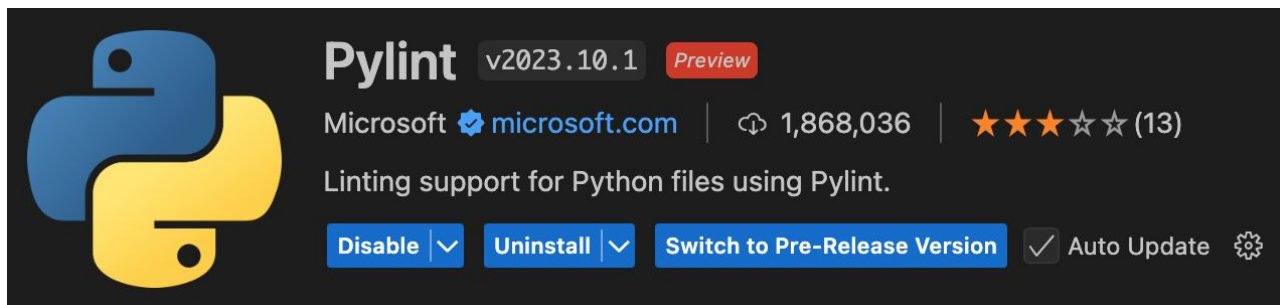 Pylint v2023.10.1 Preview
Microsoft microsoft.com 1,868,036 (13)
Linting support for Python files using Pylint.
Disable Uninstall Switch to Pre-Release Version Auto Update